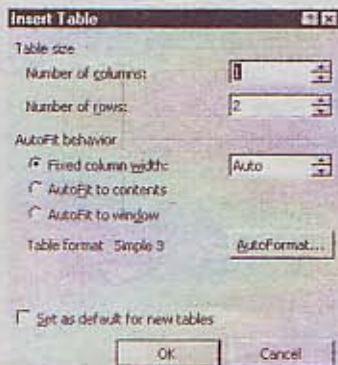 Insert Table
Table size
Number of columns: 1
Number of rows: 2
AutoFit behavior
Fixed column width: Auto
AutoFit to contents
AutoFit to window
Table format Simple 3 AutoFormat...
Set as default for new tables
OK Cancel